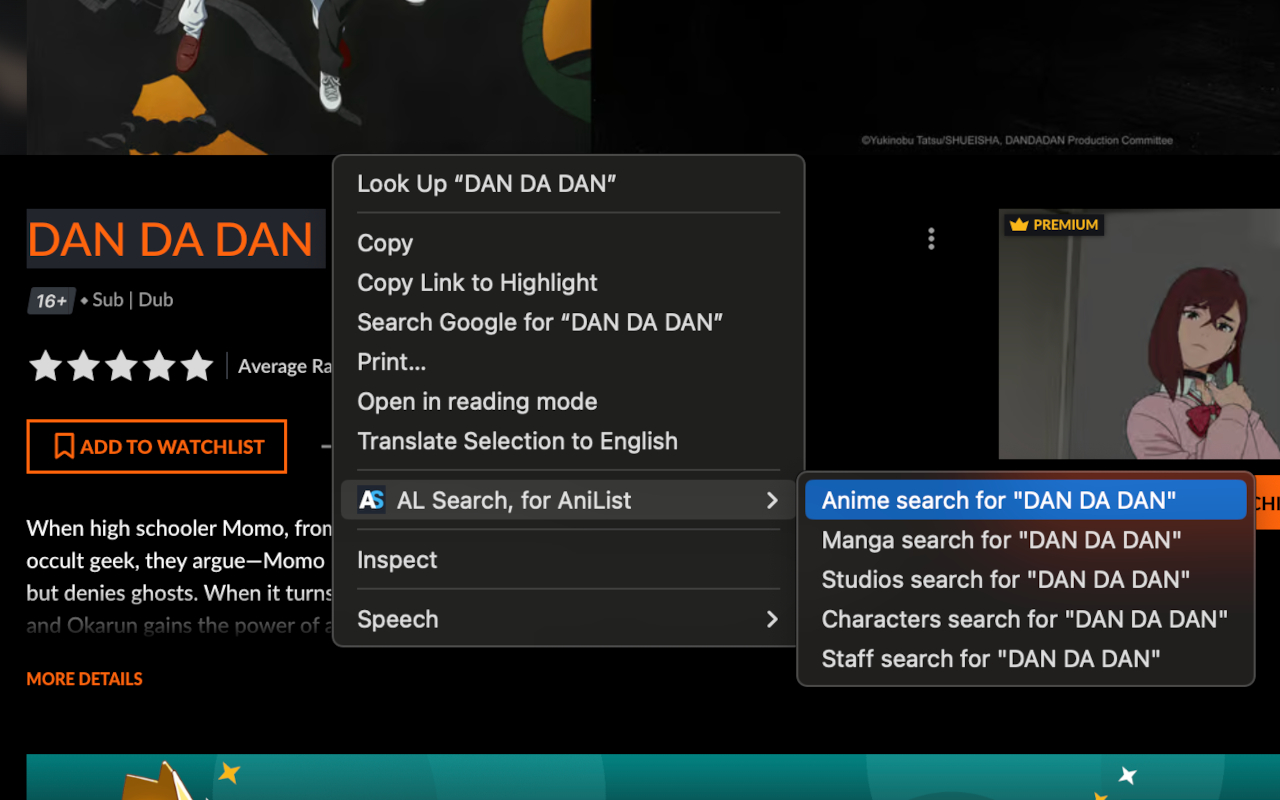 ©Yukinobu Tatsu/SHUEISHA, DANDADAN Production Committee
DAN DA DAN
16+ ⬥ Sub | Dub
Average Ra
ADD TO WATCHLIST
When high schooler Momo, from
occult geek, they argue—Momo
but denies ghosts. When it turns
and Okarun gains the power of a
MORE DETAILS
Look Up “DAN DA DAN”
Copy
Copy Link to Highlight
Search Google for “DAN DA DAN”
Print...
Open in reading mode
Translate Selection to English
AS AL Search, for AniList
Inspect
Speech
Anime search for "DAN DA DAN"
Manga search for "DAN DA DAN"
Studios search for "DAN DA DAN"
Characters search for "DAN DA DAN"
Staff search for "DAN DA DAN"
PREMIUM